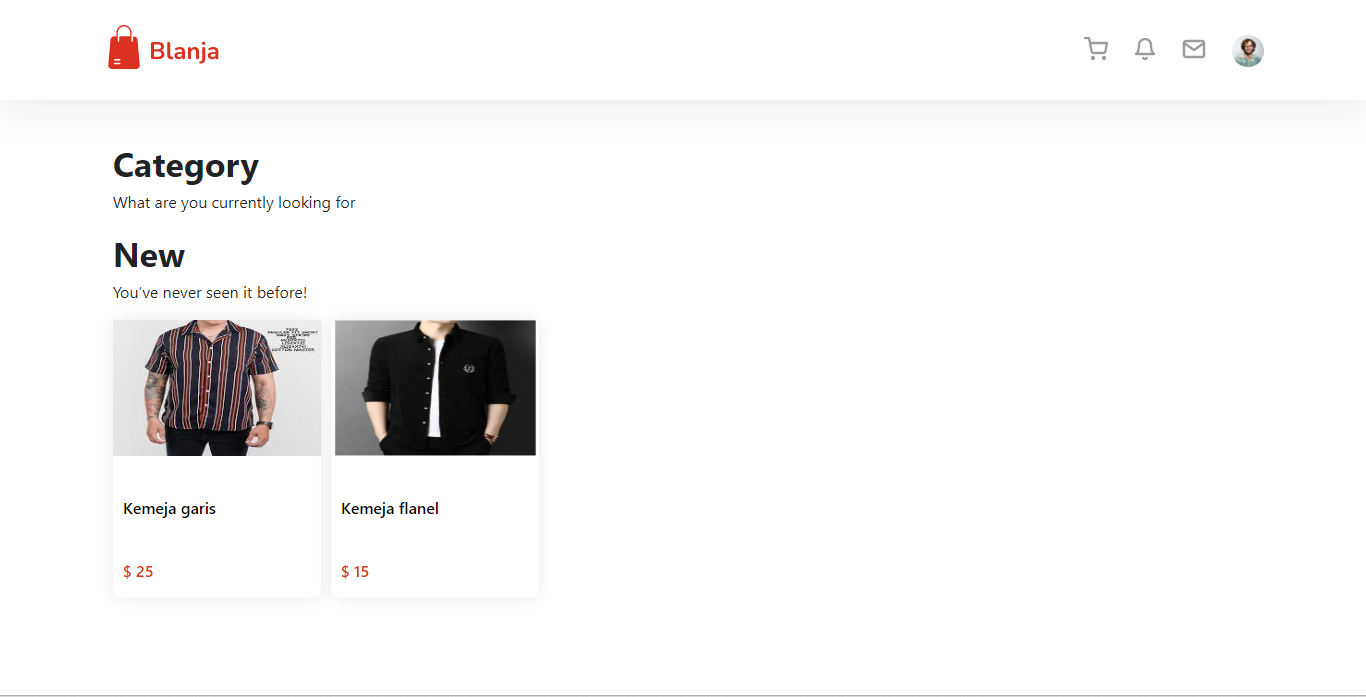 Blanja
Category
What are you currently looking for
New
You've never seen it before!
Kemeja garis
Kemeja flanel
$ 25
$ 15